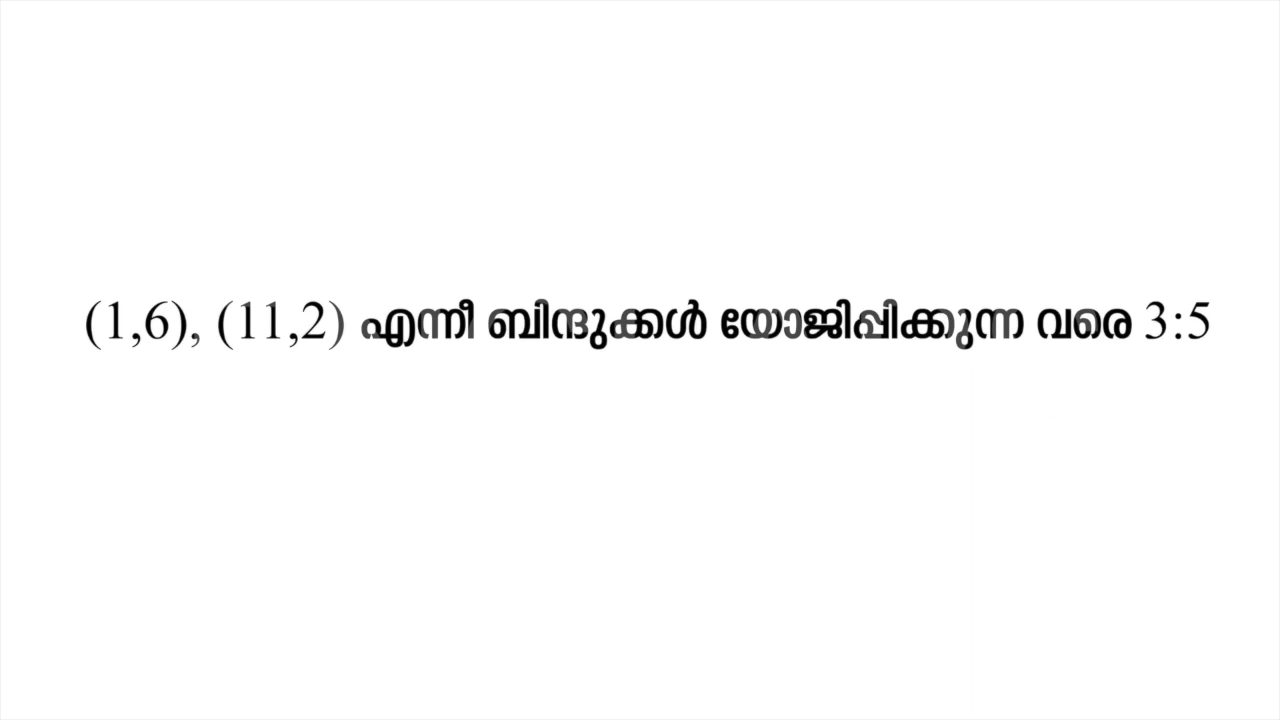 (1,6), (11,2) എന്നീ ബിന്ദുക്കൾ യോജിപ്പിക്കുന്ന വരെ 3:5